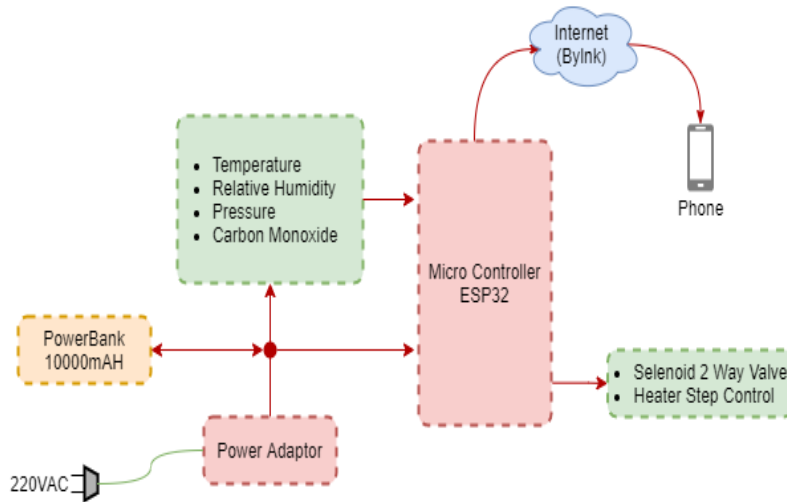 Internet
(ByInk)
Temperature
Relative Humidity
Pressure
Carbon Monoxide
Phone
Micro Controller
ESP32
PowerBank
10000mAH
Selenoid 2 Way Valve
Heater Step Control
Power Adaptor
220VAC